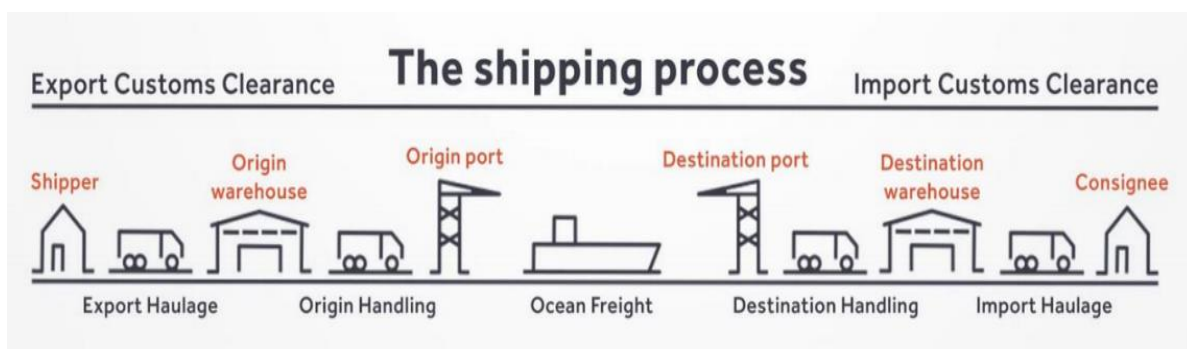 The shipping process
Export Customs Clearance
Import Customs Clearance
Shipper
Origin
warehouse
Origin port
Destination port
Destination
warehouse
Consignee
Export Haulage
Origin Handling
Ocean Freight
Destination Handling
Import Haulage